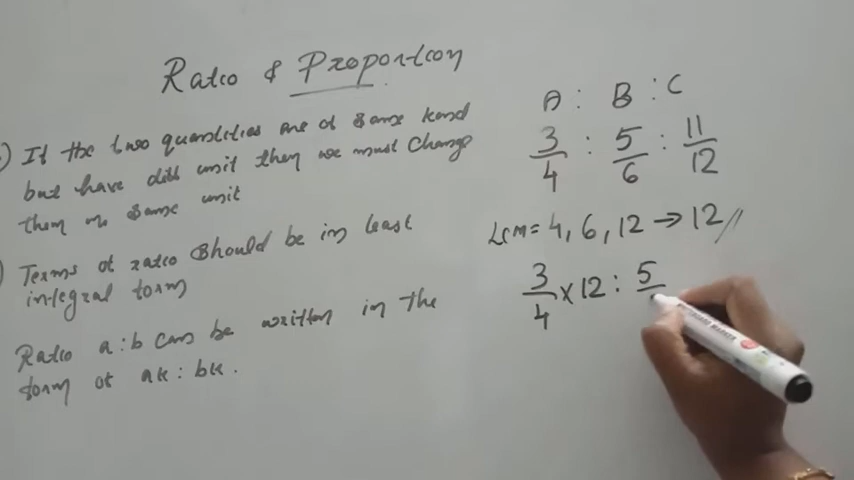 Ratio & Proportion
) If the two quantities are of same kend
but have diff unit then we must change
them in same unit
) Terms of ratio should be in least
integral form
Ratio a:b can be written in the
form of ak : bk.
A : B : C
3/4 : 5/6 : 11/12
LCM = 4, 6, 12 → 12//
3/4 × 12 : 5